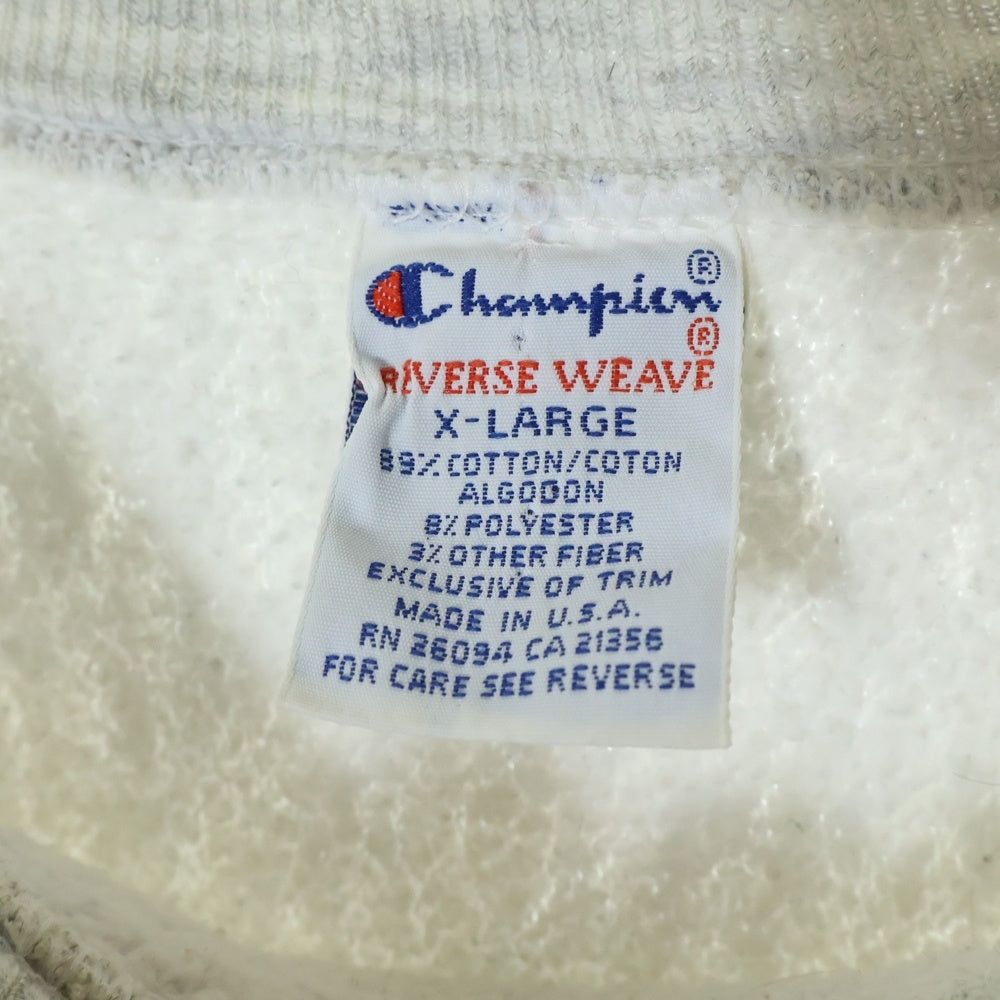 Champion ®
REVERSE WEAVE ®
X-LARGE
89% COTTON/COTON
ALGODON
8% POLYESTER
3% OTHER FIBER
EXCLUSIVE OF TRIM
MADE IN U.S.A.
RN 26094 CA 21356
FOR CARE SEE REVERSE